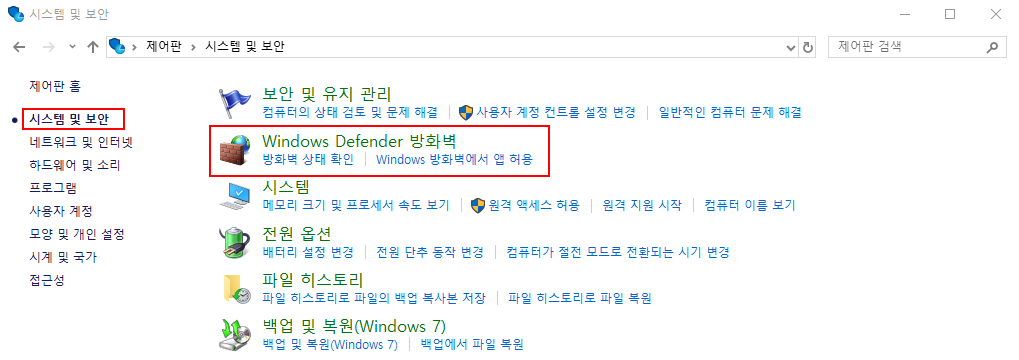 시스템 및 보안
제어판 시스템 및 보안 제어판 검색
제어판 홈
시스템 및 보안
네트워크 및 인터넷
하드웨어 및 소리
프로그램
사용자 계정
모양 및 개인 설정
시계 및 국가
접근성
보안 및 유지 관리
컴퓨터의 상태 검토 및 문제 해결 사용자 계정 컨트롤 설정 변경 일반적인 컴퓨터 문제 해결
Windows Defender 방화벽
방화벽 상태 확인 Windows 방화벽에서 앱 허용
시스템
메모리 크기 및 프로세서 속도 보기 원격 액세스 허용 원격 지원 시작 컴퓨터 이름 보기
전원 옵션
배터리 설정 변경 전원 단추 동작 변경 컴퓨터가 절전 모드로 전환되는 시기 변경
파일 히스토리
파일 히스토리로 파일의 백업 복사본 저장 파일 히스토리로 파일 복원
백업 및 복원(Windows 7)
백업 및 복원(Windows 7) 백업에서 파일 복원